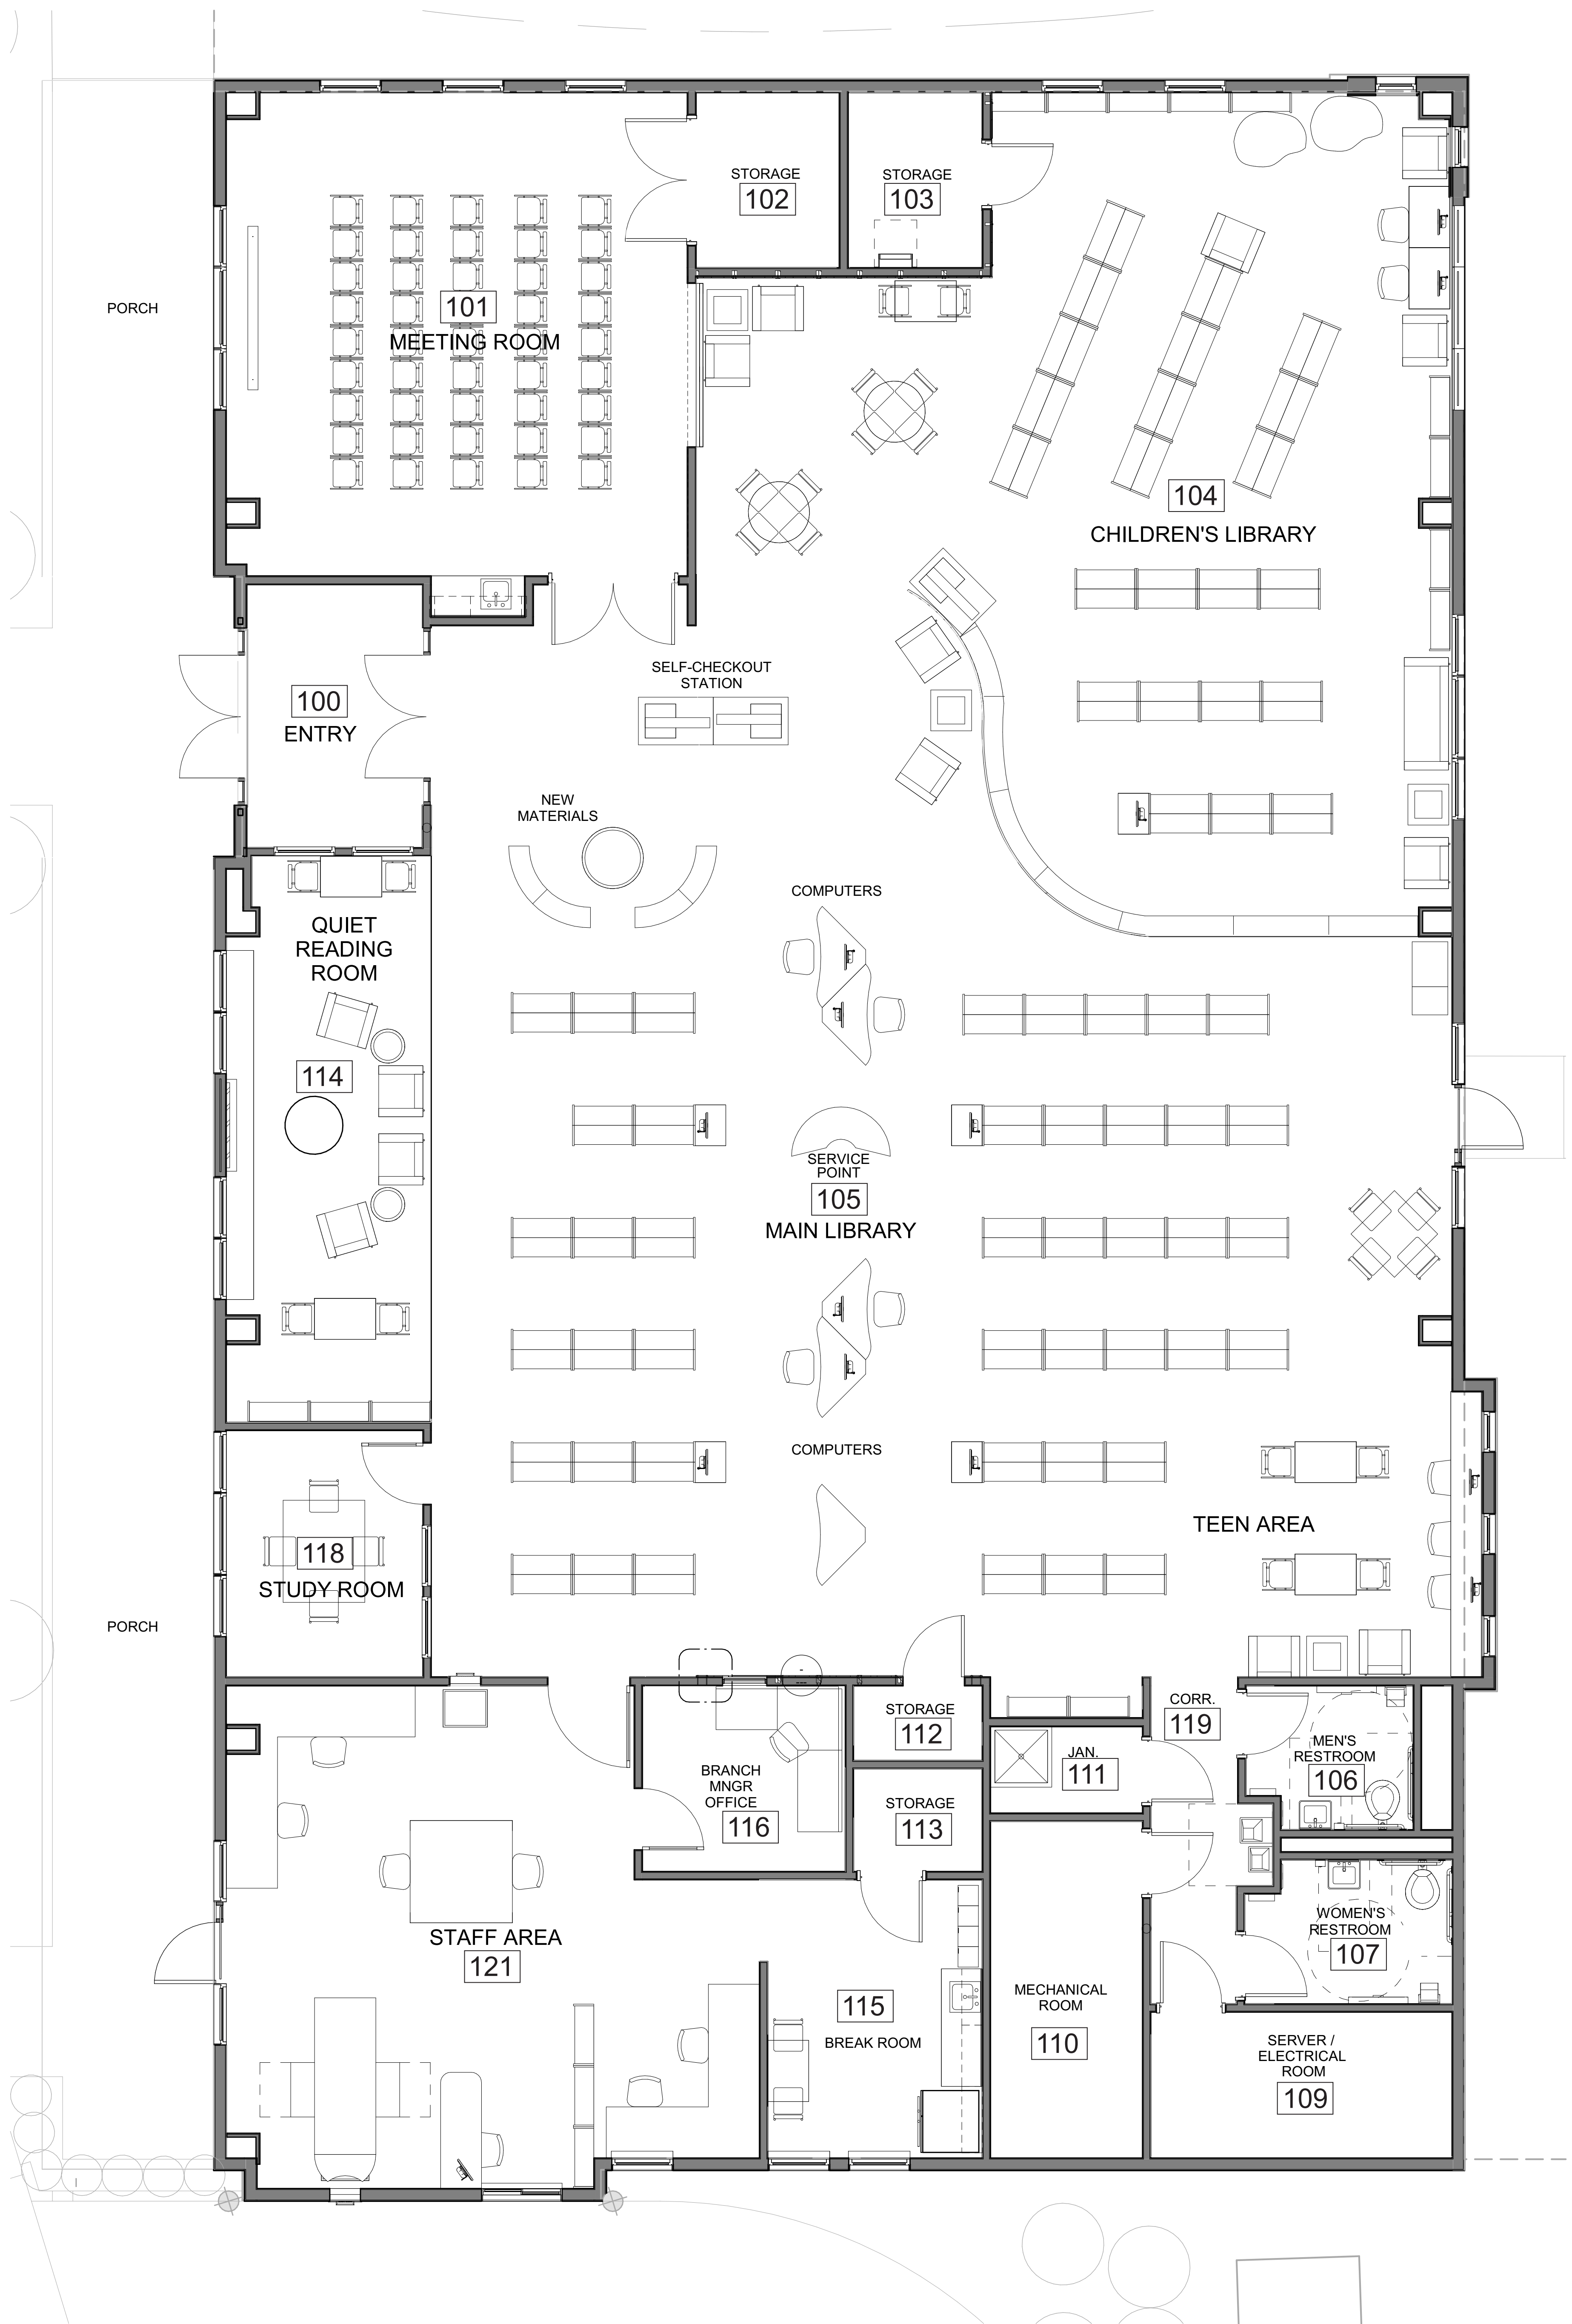 STORAGE
102
STORAGE
103
PORCH
101
MEETING ROOM
104
CHILDREN'S LIBRARY
SELF-CHECKOUT
STATION
100
ENTRY
NEW
MATERIALS
COMPUTERS
QUIET
READING
ROOM
114
SERVICE
POINT
105
MAIN LIBRARY
COMPUTERS
TEEN AREA
118
STUDY ROOM
PORCH
STORAGE
112
CORR.
119
MEN'S
RESTROOM
106
JAN.
111
BRANCH
MNGR
OFFICE
116
STORAGE
113
WOMEN'S
RESTROOM
107
STAFF AREA
121
115
BREAK ROOM
MECHANICAL
ROOM
110
SERVER /
ELECTRICAL
ROOM
109